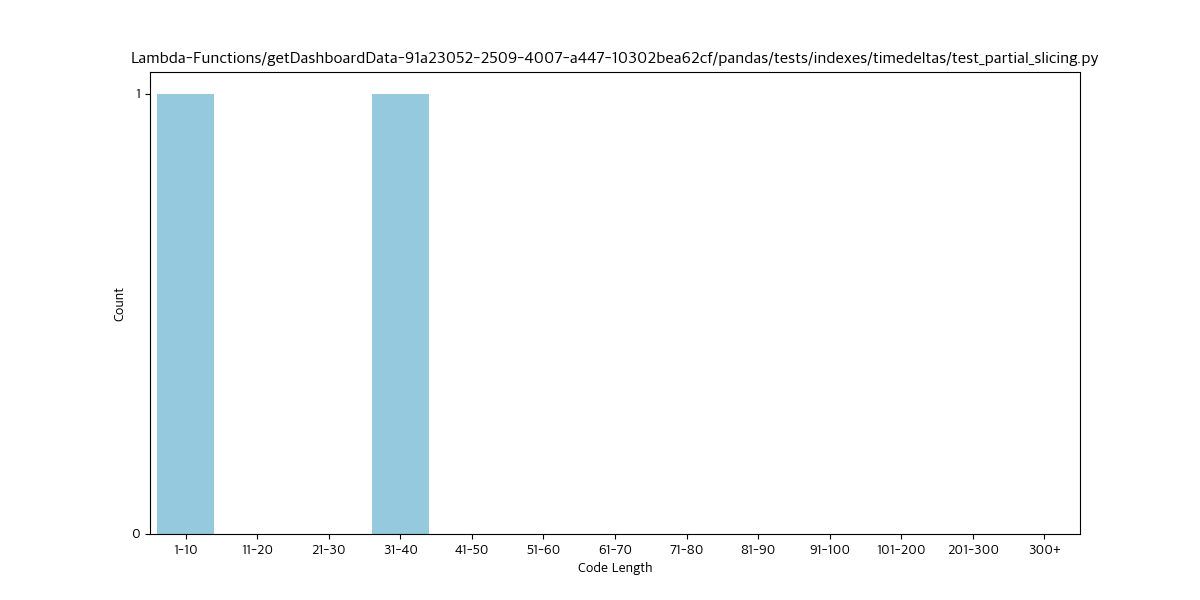 Lambda-Functions/getDashboardData-91a23052-2509-4007-a447-10302bea62cf/pandas/tests/indexes/timedeltas/test_partial_slicing.py
1
Count
0
1-10 11-20 21-30 31-40 41-50 51-60 61-70 71-80 81-90 91-100 101-200 201-300 300+
Code Length